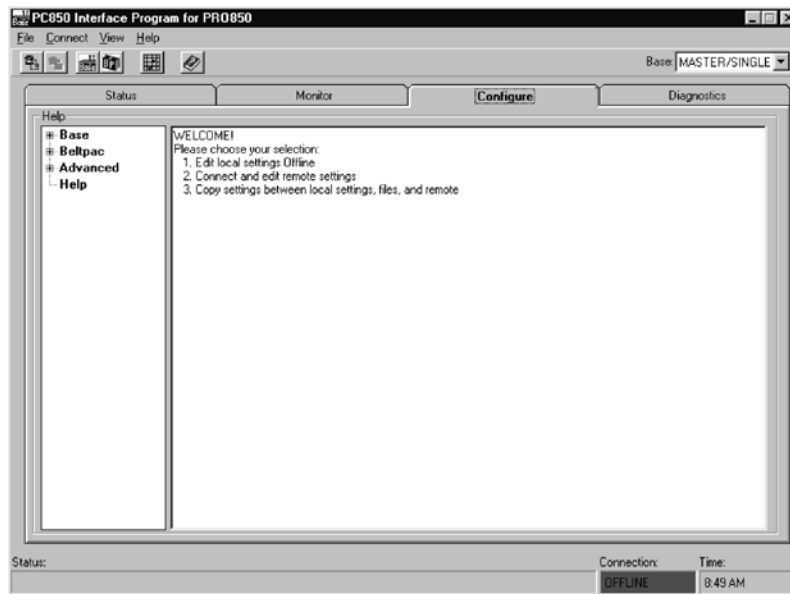 PC850 Interface Program for PRO850
File Connect View Help
Base: MASTER/SINGLE
Status Monitor Configure Diagnostics
Help
Base
Beltpac
Advanced
Help
WELCOME!
Please choose your selection:
1. Edit local settings Offline
2. Connect and edit remote settings
3. Copy settings between local settings, files, and remote
Status:
Connection: Time:
OFFLINE 8:49 AM